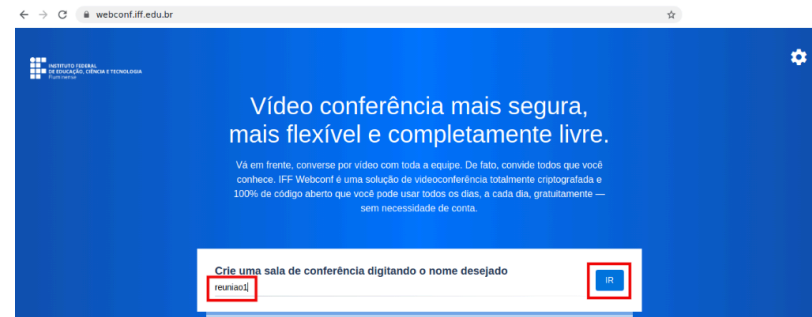 webconf.iff.edu.br
INSTITUTO FEDERAL
DE EDUCAÇÃO, CIÊNCIA E TECNOLOGIA
Fluminense
Vídeo conferência mais segura,
mais flexível e completamente livre.
Vá em frente, converse por vídeo com toda a equipe. De fato, convide todos que você
conhece. IFF Webconf é uma solução de videoconferência totalmente criptografada e
100% de código aberto que você pode usar todos os dias, a cada dia, gratuitamente —
sem necessidade de conta.
Crie uma sala de conferência digitando o nome desejado
reuniao1
IR